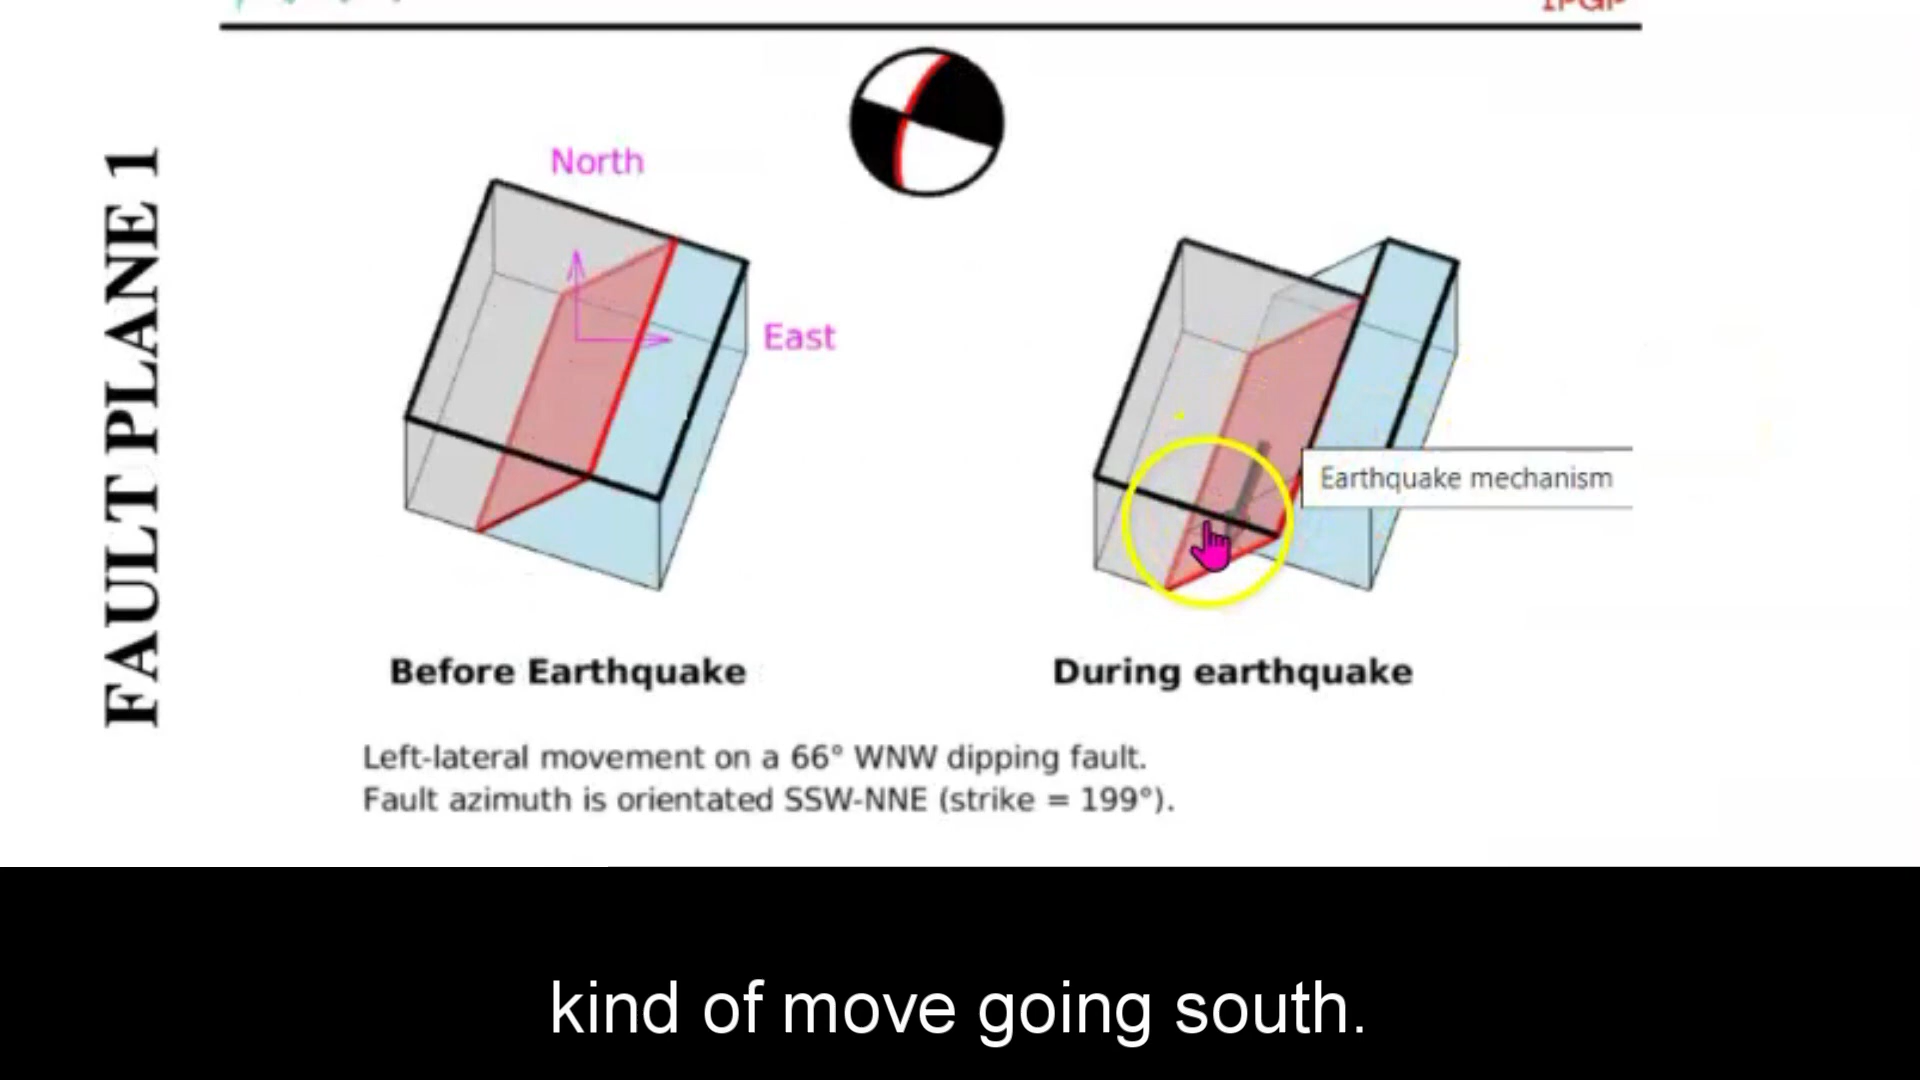 IPGP
FAULT PLANE 1
North
East
Earthquake mechanism
Before Earthquake
During earthquake
Left-lateral movement on a 66° WNW dipping fault.
Fault azimuth is orientated SSW-NNE (strike = 199°).
kind of move going south.